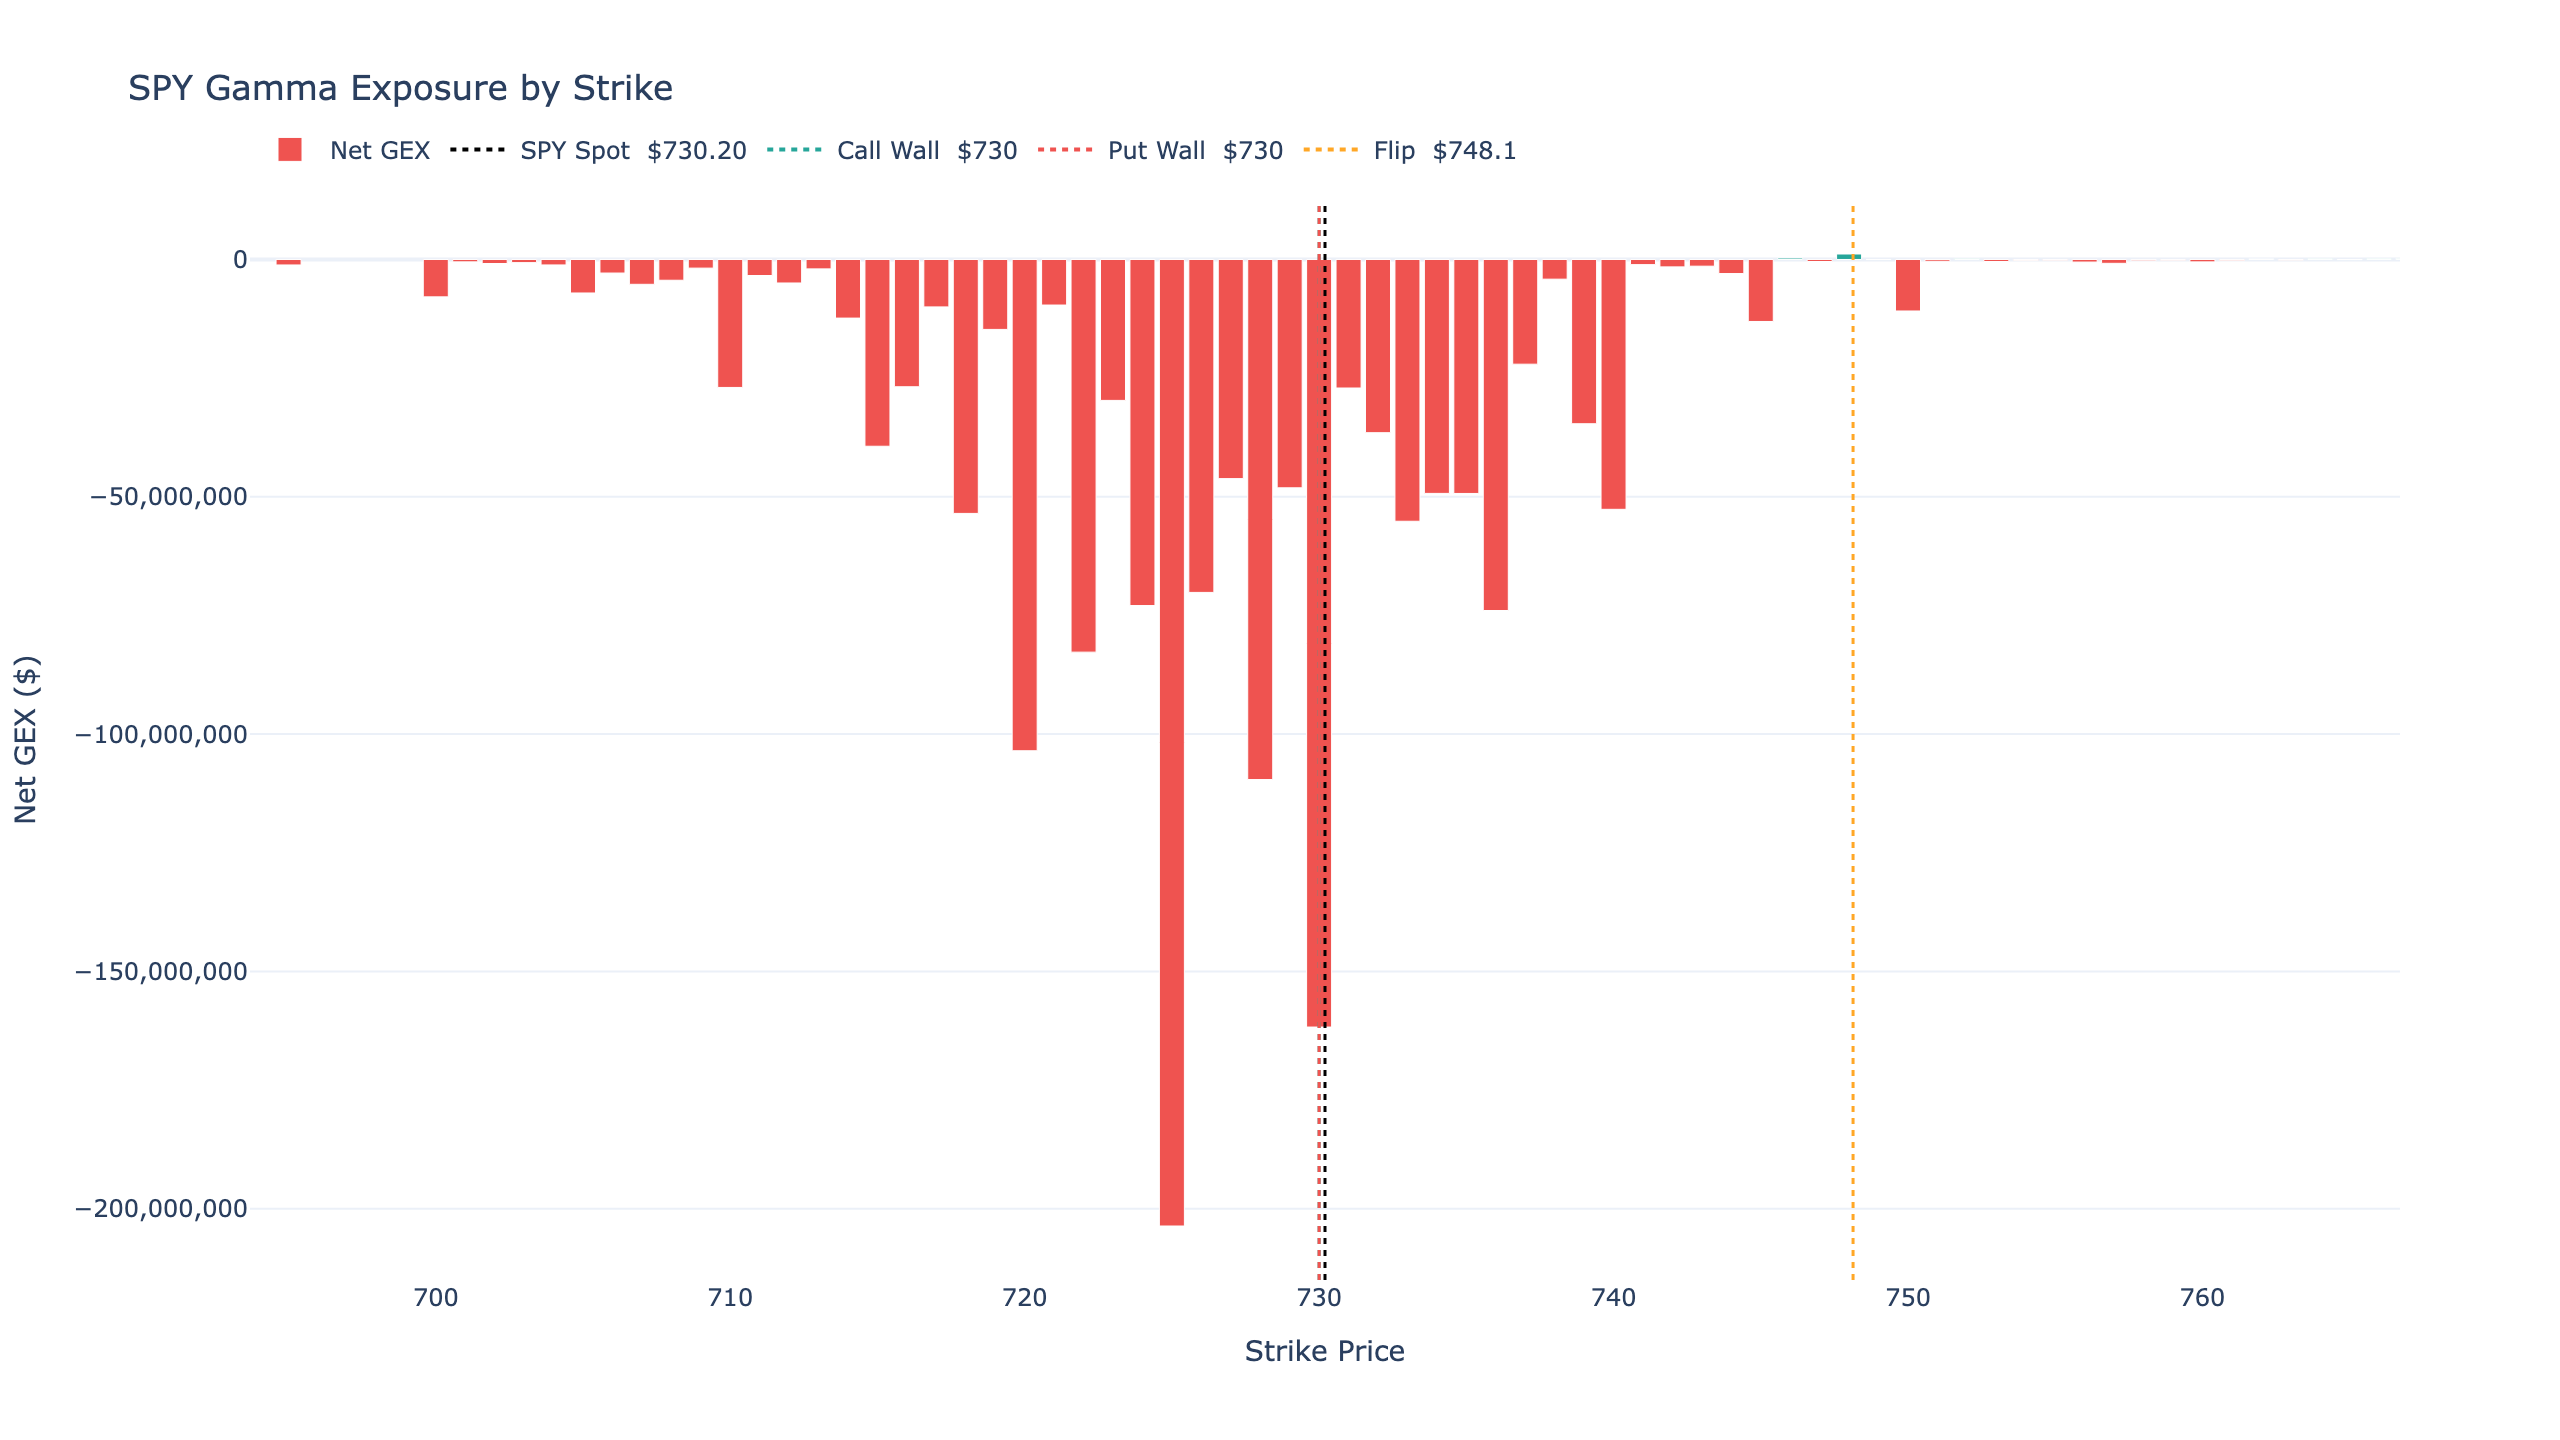 SPY Gamma Exposure by Strike
Net GEX SPY Spot $730.20 Call Wall $730 Put Wall $730 Flip $748.1
0
−50,000,000
−100,000,000
−150,000,000
−200,000,000
Net GEX ($)
700 710 720 730 740 750 760
Strike Price